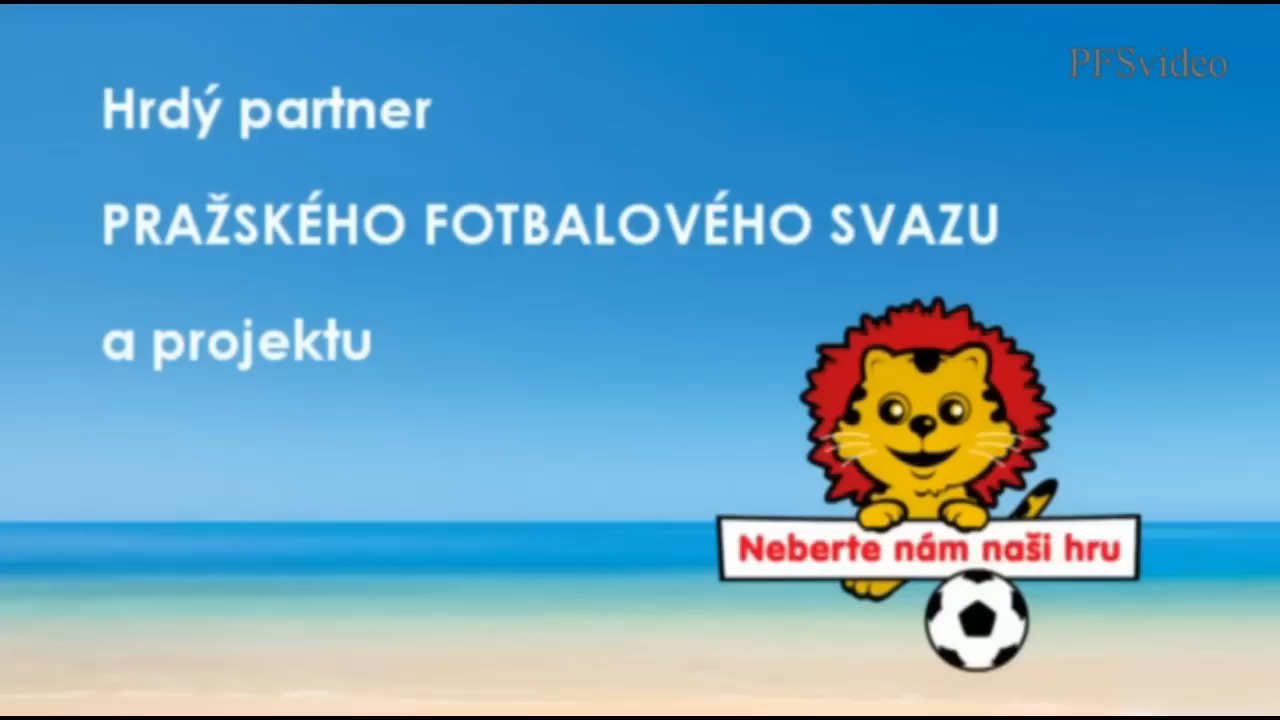 PFSvideo
Hrdý partner
PRAŽSKÉHO FOTBALOVÉHO SVAZU
a projektu
Neberte nám naši hru